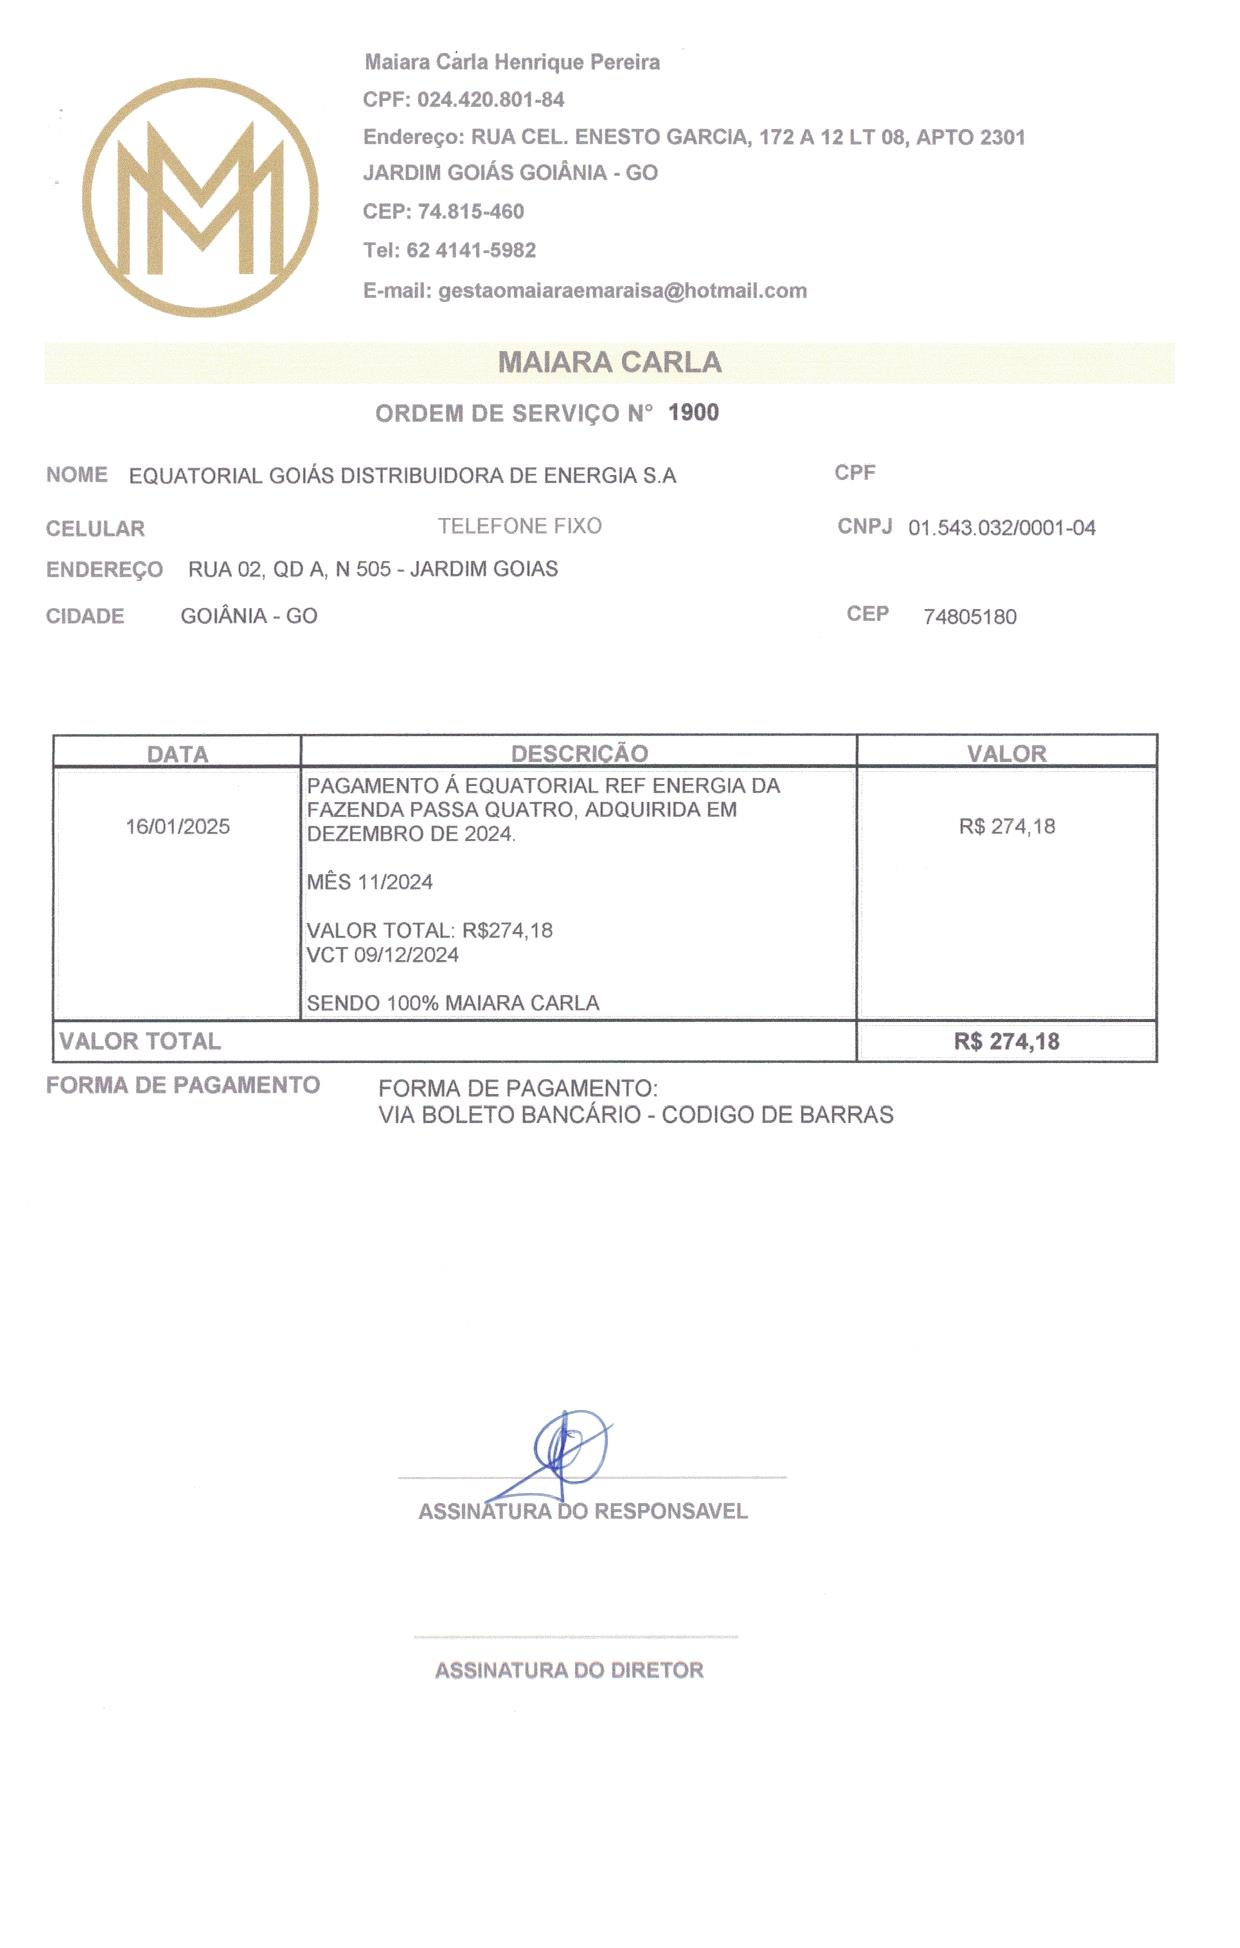 Maiara Carla Henrique Pereira
CPF: 024.420.801-84
Endereço: RUA CEL. ENESTO GARCIA, 172 A 12 LT 08, APTO 2301
JARDIM GOIÁS GOIÂNIA - GO
CEP: 74.815-460
Tel: 62 4141-5982
E-mail: gestaomaiaraemaraisa@hotmail.com
MAIARA CARLA
ORDEM DE SERVIÇO N° 1900
NOME EQUATORIAL GOIÁS DISTRIBUIDORA DE ENERGIA S.A CPF
CELULAR TELEFONE FIXO CNPJ 01.543.032/0001-04
ENDEREÇO RUA 02, QD A, N 505 - JARDIM GOIAS
CIDADE GOIÂNIA - GO CEP 74805180
DATA DESCRIÇÃO VALOR
PAGAMENTO Á EQUATORIAL REF ENERGIA DA
FAZENDA PASSA QUATRO, ADQUIRIDA EM
16/01/2025 DEZEMBRO DE 2024. R$ 274,18
MÊS 11/2024
VALOR TOTAL: R$274,18
VCT 09/12/2024
SENDO 100% MAIARA CARLA
VALOR TOTAL R$ 274,18
FORMA DE PAGAMENTO FORMA DE PAGAMENTO:
VIA BOLETO BANCÁRIO - CODIGO DE BARRAS
ASSINATURA DO RESPONSAVEL
ASSINATURA DO DIRETOR